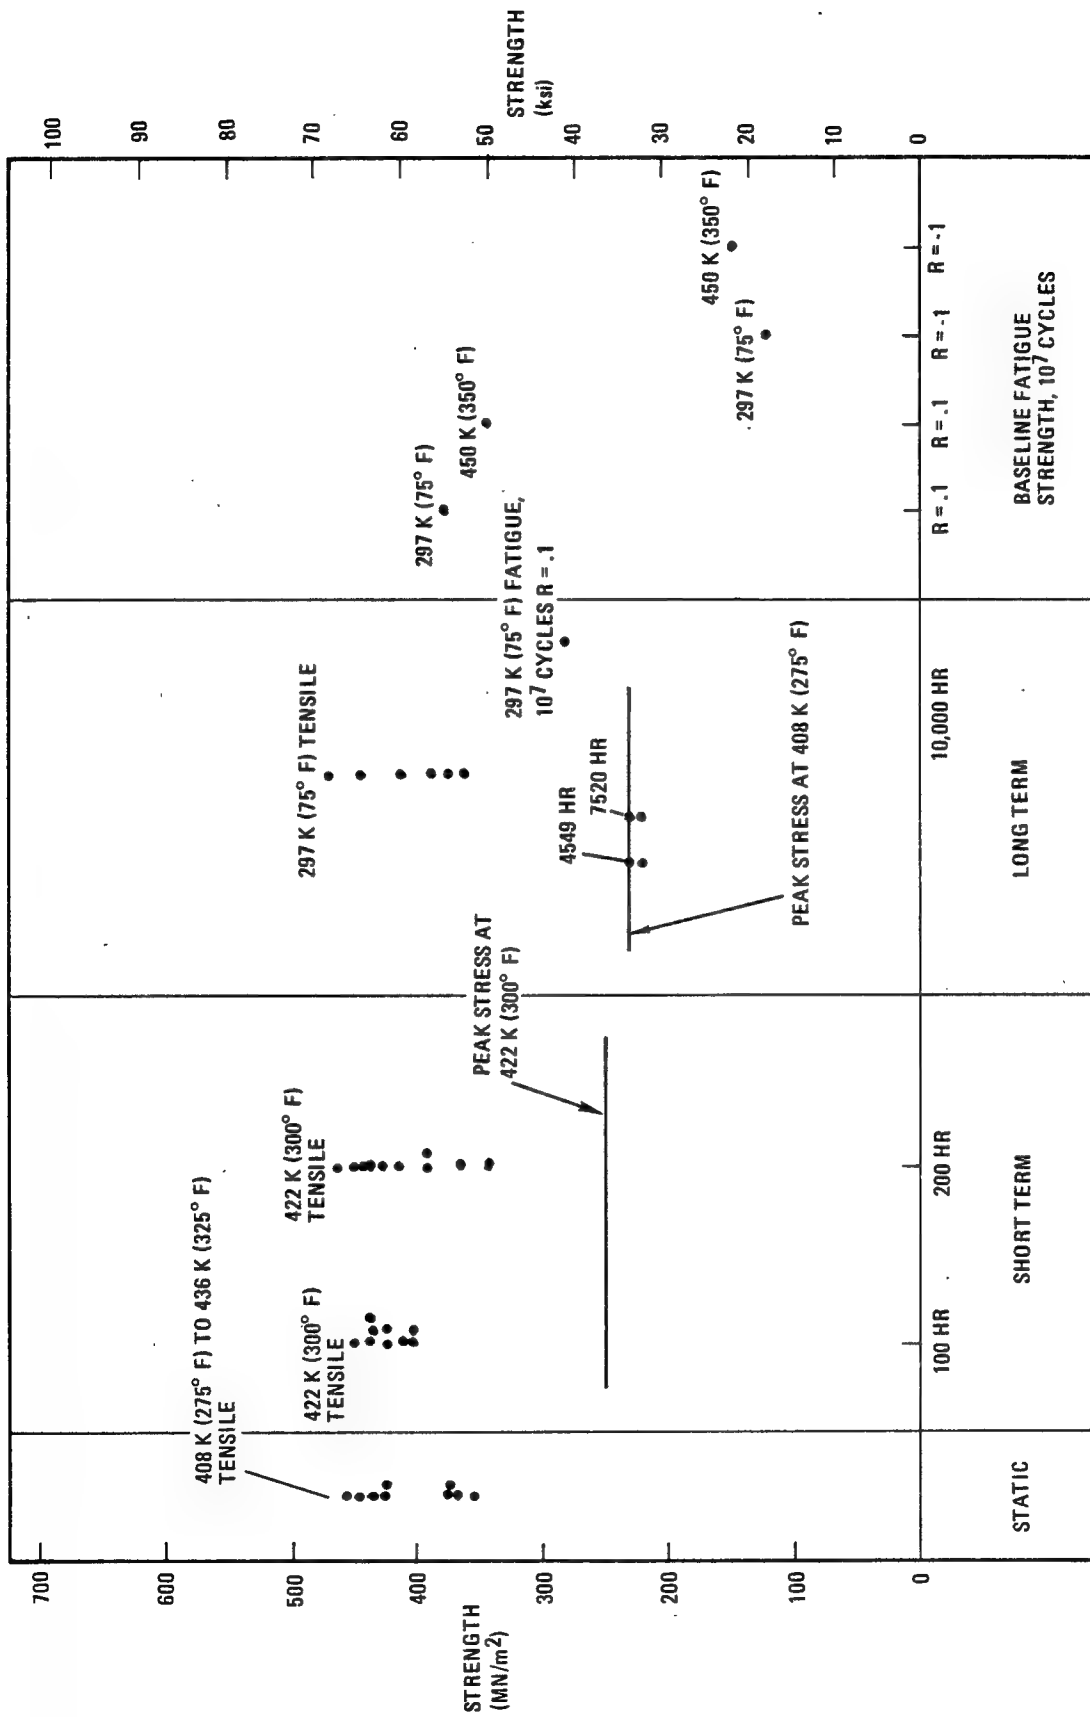 STRENGTH
(MN/m²)
700
500
400
300
200
100
0
408 K (275° F) TO 436 K (325° F)
TENSILE
422 K (300° F)
TENSILE
422 K (300° F)
TENSILE
PEAK STRESS AT
422 K (300° F)
297 K (75° F) TENSILE
4549 HR
7520 HR
PEAK STRESS AT 408 K (275° F)
297 K (75° F) FATIGUE,
10⁷ CYCLES R = .1
297 K (75° F)
450 K (350° F)
297 K (75° F)
450 K (350° F)
100 HR
200 HR
10,000 HR
R = .1
R = .1
R = -1
R = -1
STATIC
SHORT TERM
LONG TERM
BASELINE FATIGUE
STRENGTH, 10⁷ CYCLES
100
90
80
70
60
50
40
30
20
10
0
STRENGTH
(ksi)